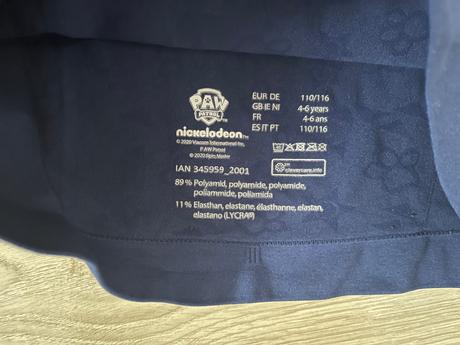 PAW
PATROL
nickelodeon
© 2020 Viacom International Inc.
PAW Patrol
© 2020 Spin Master
EUR DE 110/116
GB IE NI 4-6 years
FR 4-6 ans
ES IT PT 110/116
clevercare.info
IAN 345959_2001
89% Polyamid, polyamide, polyamide,
poliammide, poliamida
11% Elasthan, elastane, élasthanne, elastan,
elastano (LYCRA®)